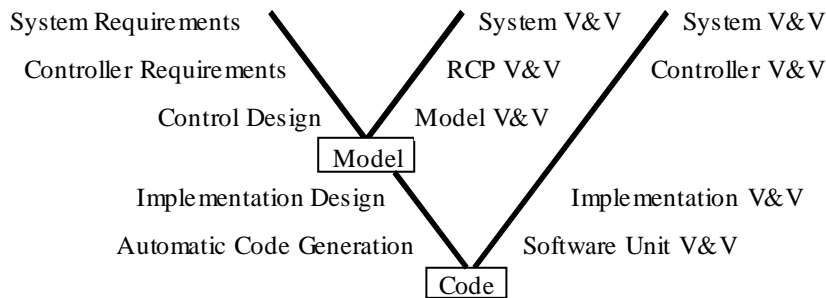 System Requirements System V&V System V&V
Controller Requirements RCP V&V Controller V&V
Control Design Model V&V
Model
Implementation Design Implementation V&V
Automatic Code Generation Software Unit V&V
Code